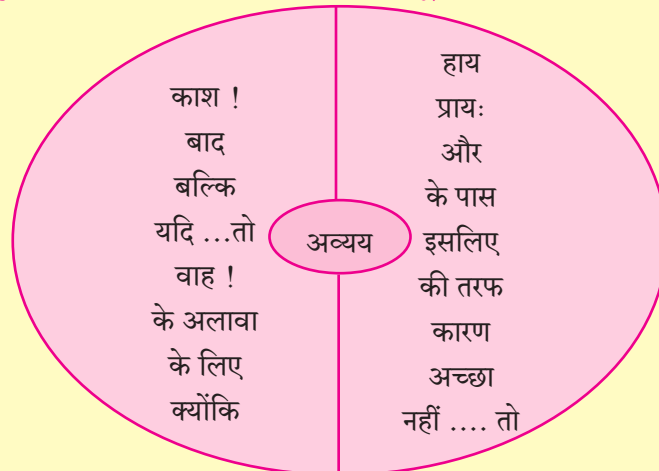 काश !
बाद
बल्कि
यदि ...तो
वाह !
के अलावा
के लिए
क्योंकि
अव्यय
हाय
प्रायः
और
के पास
इसलिए
की तरफ
कारण
अच्छा
नहीं .... तो